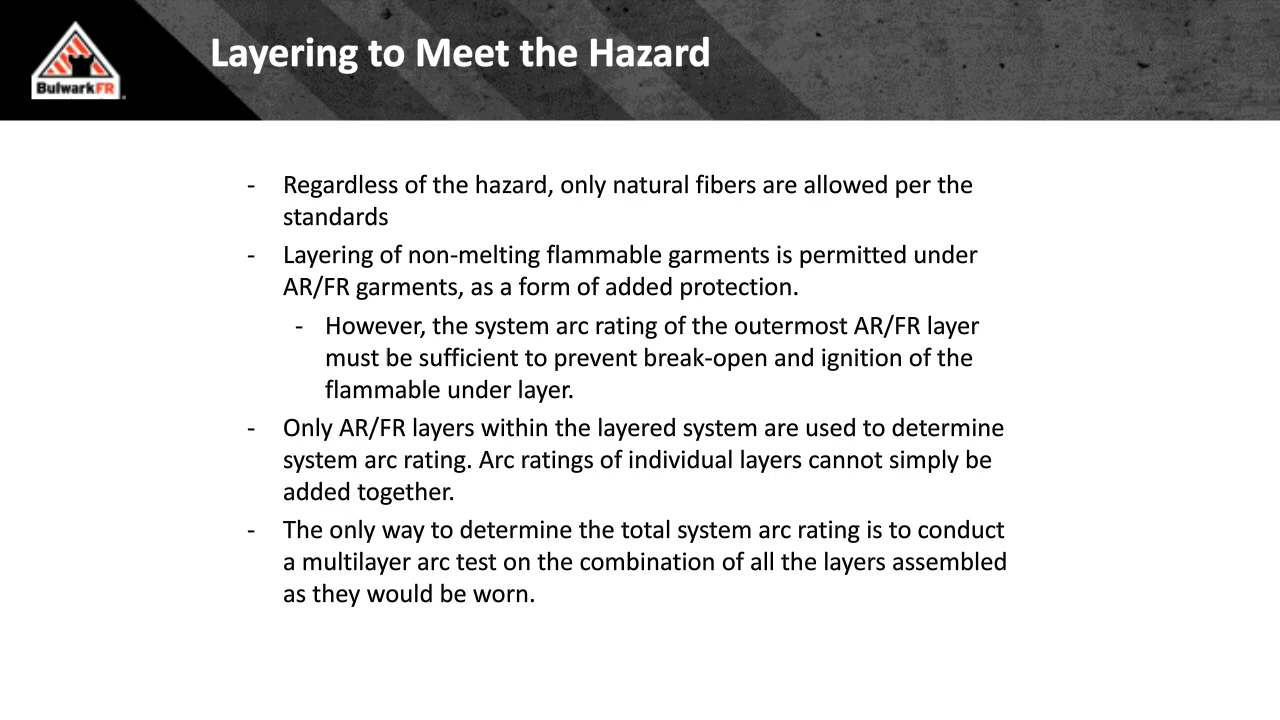 Layering to Meet the Hazard
BulwarkFR
- Regardless of the hazard, only natural fibers are allowed per the
standards
- Layering of non-melting flammable garments is permitted under
AR/FR garments, as a form of added protection.
- However, the system arc rating of the outermost AR/FR layer
must be sufficient to prevent break-open and ignition of the
flammable under layer.
- Only AR/FR layers within the layered system are used to determine
system arc rating. Arc ratings of individual layers cannot simply be
added together.
- The only way to determine the total system arc rating is to conduct
a multilayer arc test on the combination of all the layers assembled
as they would be worn.